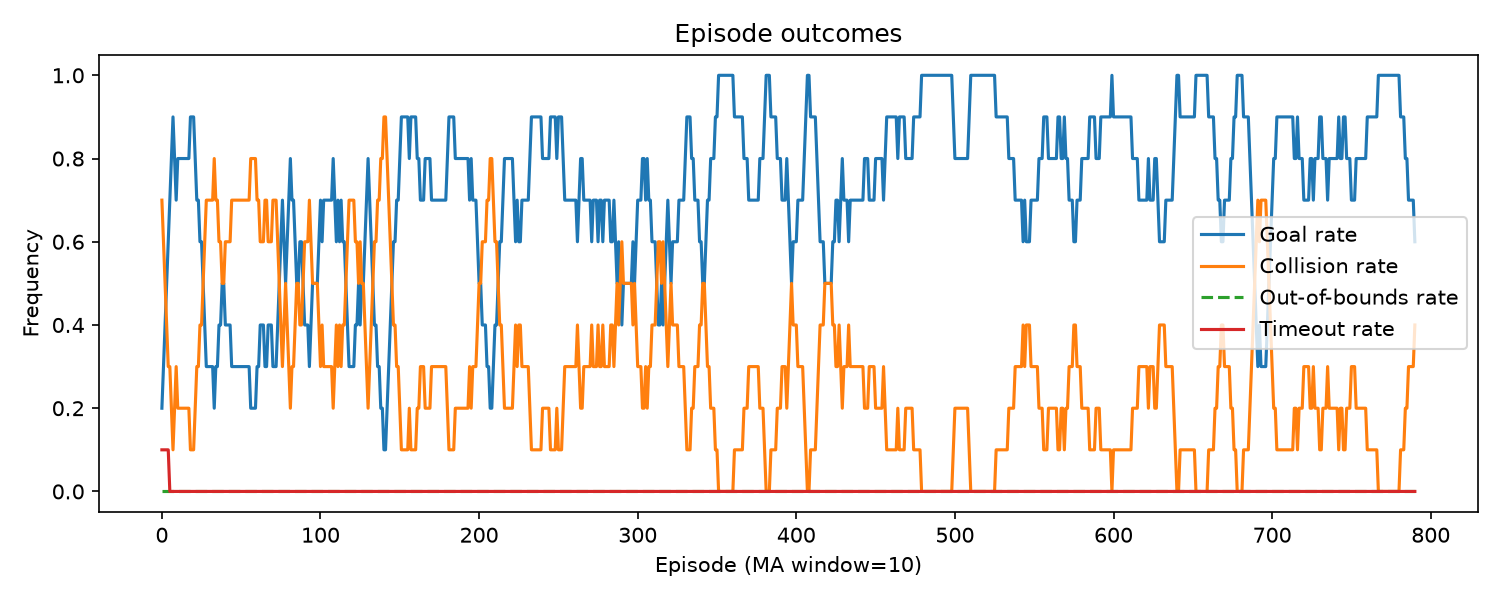 Episode outcomes
1.0
0.8
0.6
0.4
0.2
0.0
Frequency
Goal rate
Collision rate
Out-of-bounds rate
Timeout rate
0 100 200 300 400 500 600 700 800
Episode (MA window=10)